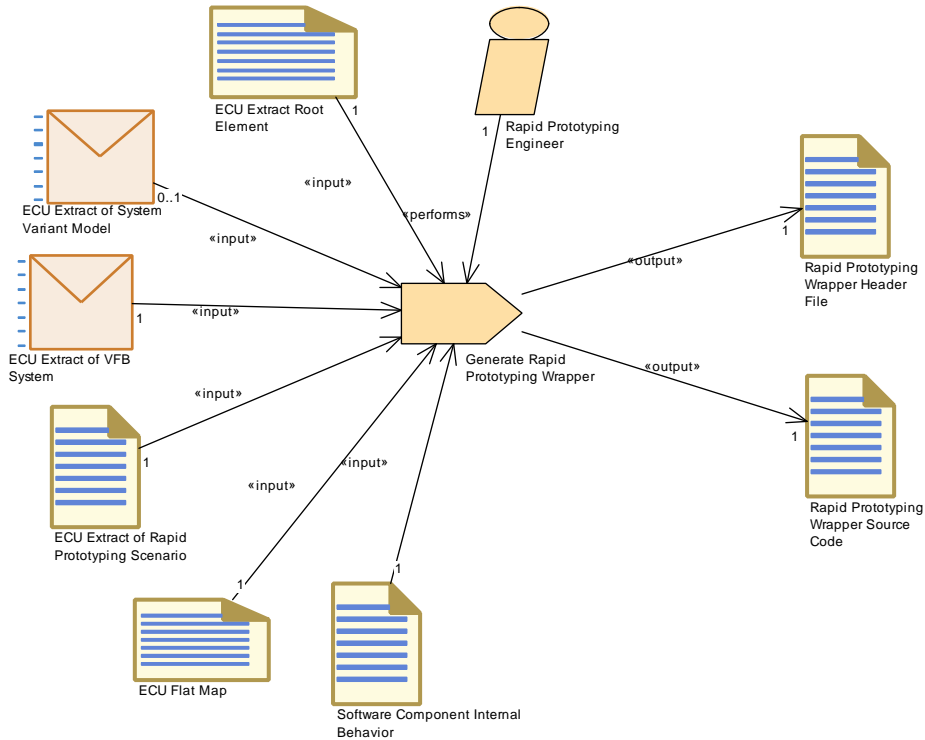 1
ECU Extract Root
Element
1
Rapid Prototyping
Engineer
0..1
ECU Extract of System
Variant Model
«input»
«performs»
«input»
1
Rapid Prototyping
Wrapper Header
File
«output»
1
«input»
ECU Extract of VFB
System
Generate Rapid
Prototyping Wrapper
«output»
«input»
1
Rapid Prototyping
Wrapper Source
Code
1
ECU Extract of Rapid
Prototyping Scenario
«input»
«input»
1
ECU Flat Map
1
Software Component Internal
Behavior